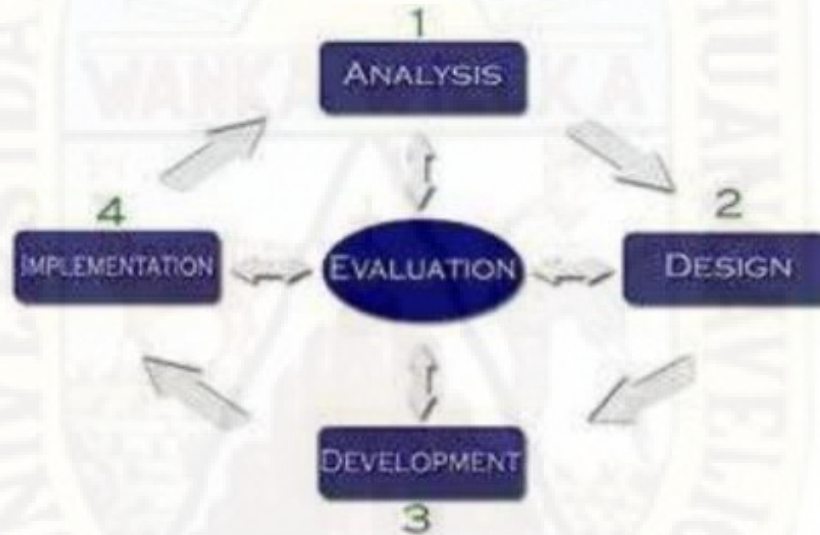 1
ANALYSIS
4
2
IMPLEMENTATION
EVALUATION
DESIGN
DEVELOPMENT
3